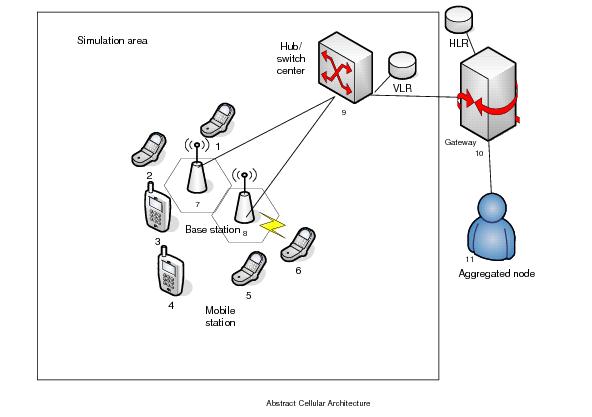 HLR
Simulation area
Hub/
switch
center
VLR
9
1
Gateway
10
2
7
3
Base station
8
11
6
Aggregated node
5
4
Mobile
station
Abstract Cellular Architecture